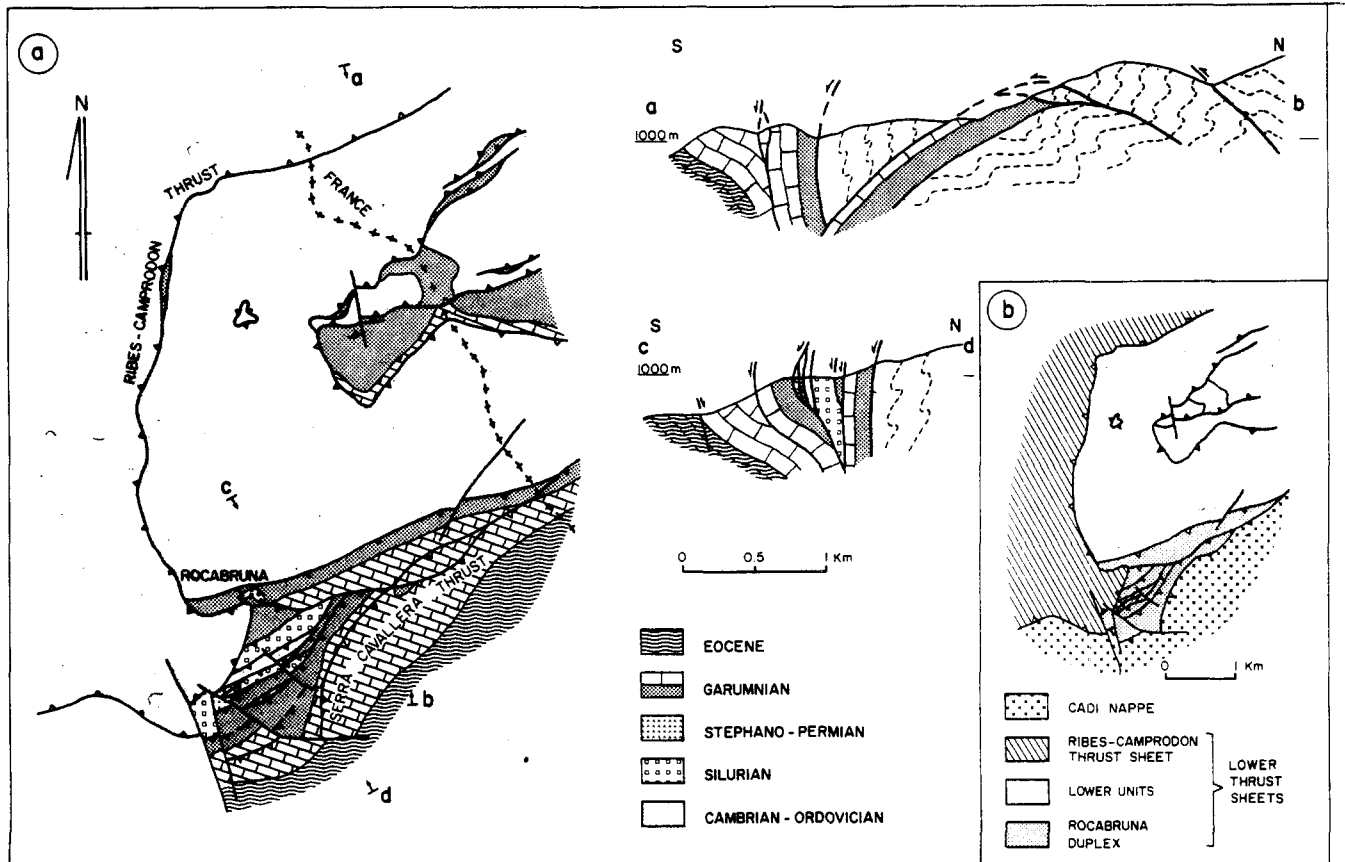 a
N
a
THRUST
FRANCE
RIBES-CAMPRODON
c
ROCABRUNA
SERRA CAVALLERA THRUST
b
d
S
N
a
b
1000 m
S
N
c
d
1000 m
0 0.5 1 Km
EOCENE
GARUMNIAN
STEPHANO-PERMIAN
SILURIAN
CAMBRIAN-ORDOVICIAN
b
0 1 Km
CADI NAPPE
RIBES-CAMPRODON
THRUST SHEET
LOWER UNITS
ROCABRUNA
DUPLEX
LOWER
THRUST
SHEETS